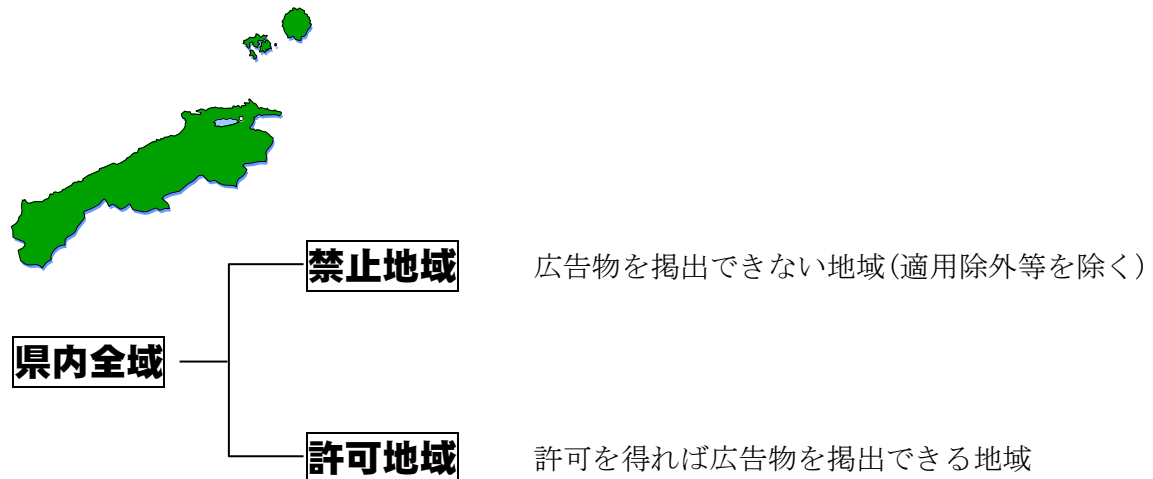 禁止地域 広告物を掲出できない地域(適用除外等を除く)
県内全域
許可地域 許可を得れば広告物を掲出できる地域